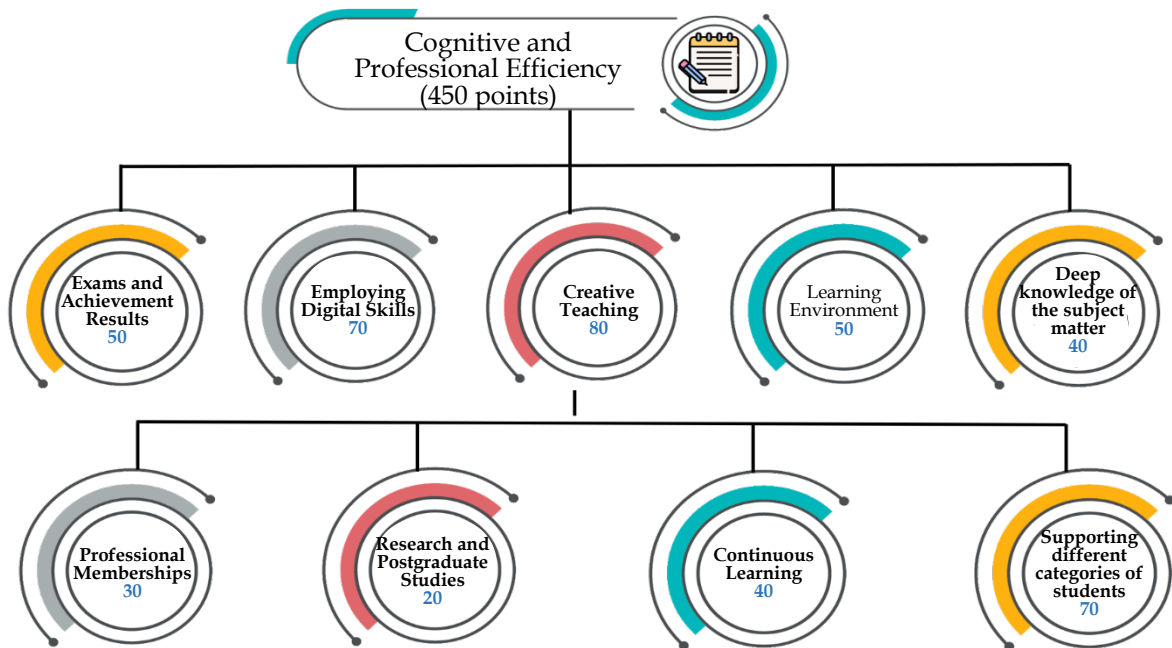 Cognitive and
Professional Efficiency
(450 points)
Exams and
Achievement
Results
50
Employing
Digital Skills
70
Creative
Teaching
80
Learning
Environment
50
Deep
knowledge of
the subject
matter
40
Professional
Memberships
30
Research and
Postgraduate
Studies
20
Continuous
Learning
40
Supporting
different
categories of
students
70